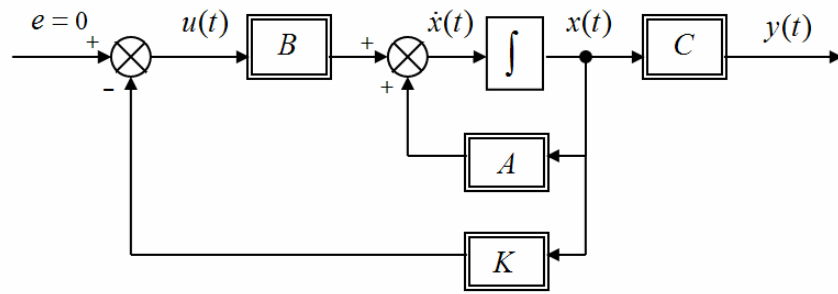 e = 0 u(t) ẋ(t) x(t) y(t)
+ B + ∫ C
- +
A
K